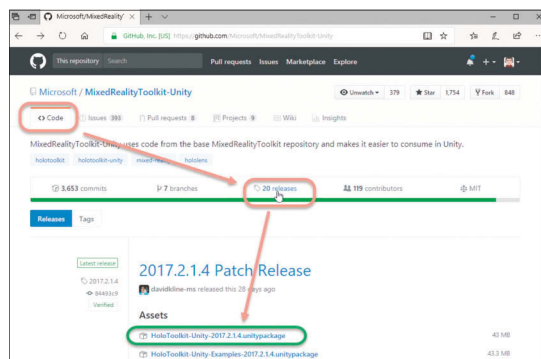 Microsoft/MixedReality
GitHub, Inc. [US] https://github.com/Microsoft/MixedRealityToolkit-Unity
This repository Search Pull requests Issues Marketplace Explore
Microsoft / MixedRealityToolkit-Unity Unwatch 379 Star 1,754 Fork 848
Code Issues 393 Pull requests 8 Projects 9 Wiki Insights
MixedRealityToolkit-Unity uses code from the base MixedRealityToolkit repository and makes it easier to consume in Unity.
holotoolkit holotoolkit-unity mixed-reality hololens
3,653 commits 7 branches 20 releases 119 contributors MIT
Releases Tags
Latest release
2017.2.1.4 Patch Release
2017.2.1.4
davidkline-ms released this 28 days ago
Verified
Assets
HoloToolkit-Unity-2017.2.1.4.unitypackage 43 MB
HoloToolkit-Unity-Examples-2017.2.1.4.unitypackage 43.3 MB